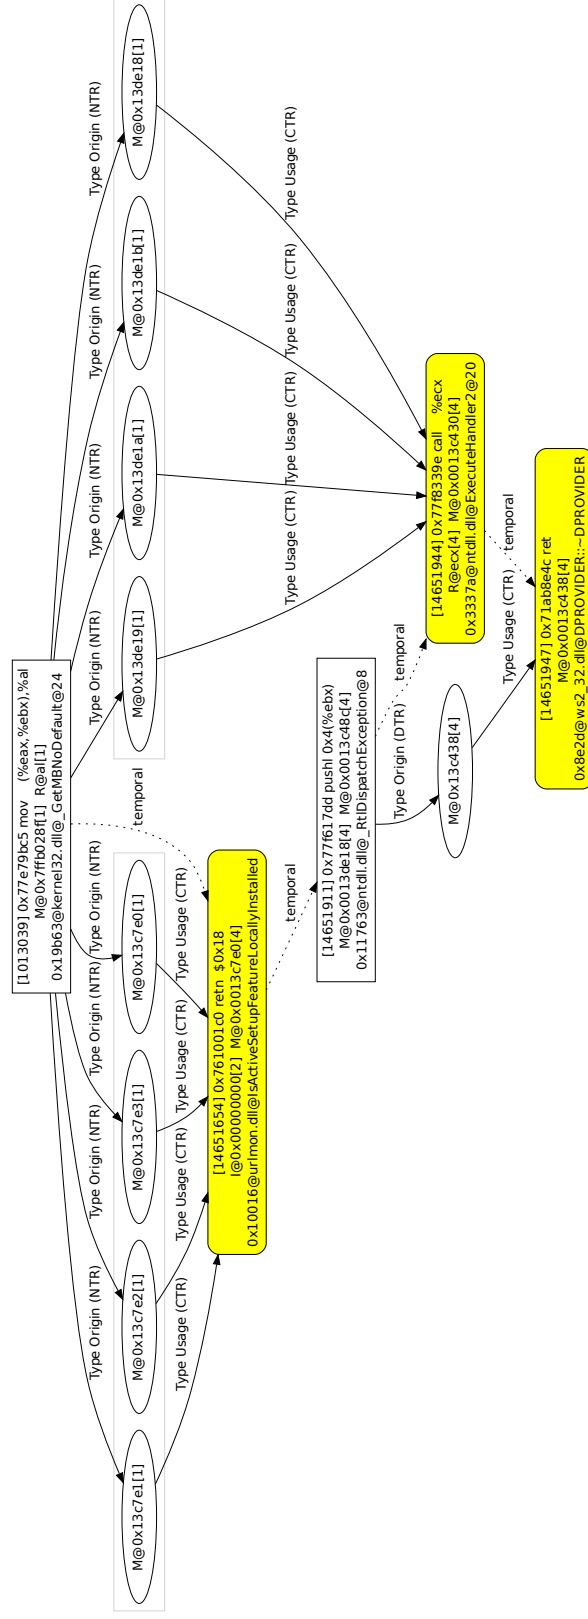 [1013039] 0x77e79bc5 mov (%eax,%ebx),%al
M@0x7ffb028f[1] R@al[1]
0x19b63@kernel32.dll@_GetMBNoDefault@24
Type Origin (NTR)
Type Origin (NTR)
Type Origin (NTR)
Type Origin (NTR)
Type Origin (NTR)
Type Origin (NTR)
Type Origin (NTR)
Type Origin (NTR)
temporal
M@0x13c7e1[1]
M@0x13c7e2[1]
M@0x13c7e3[1]
M@0x13c7e0[1]
M@0x13de19[1]
M@0x13de1a[1]
M@0x13de1b[1]
M@0x13de18[1]
Type Usage (CTR)
Type Usage (CTR)
Type Usage (CTR)
Type Usage (CTR)
[14651654] 0x761001c0 retn $0x18
I@0x00000000[2] M@0x0013c7e0[4]
0x10016@urlmon.dll@IsActiveSetupFeatureLocallyInstalled
temporal
Type Usage (CTR)
Type Usage (CTR)
Type Usage (CTR)
Type Usage (CTR)
[14651911] 0x77f617dd pushl 0x4(%ebx)
M@0x0013de18[4] M@0x0013c48c[4]
0x11763@ntdll.dll@_RtlDispatchException@8
Type Origin (DTR)
temporal
M@0x13c438[4]
[14651944] 0x77f8339e call %ecx
R@ecx[4] M@0x0013c430[4]
0x3337a@ntdll.dll@ExecuteHandler2@20
Type Usage (CTR)
temporal
[14651947] 0x71ab8e4c ret
M@0x0013c438[4]
0x8e2d@ws2_32.dll@DPROVIDER::~DPROVIDER